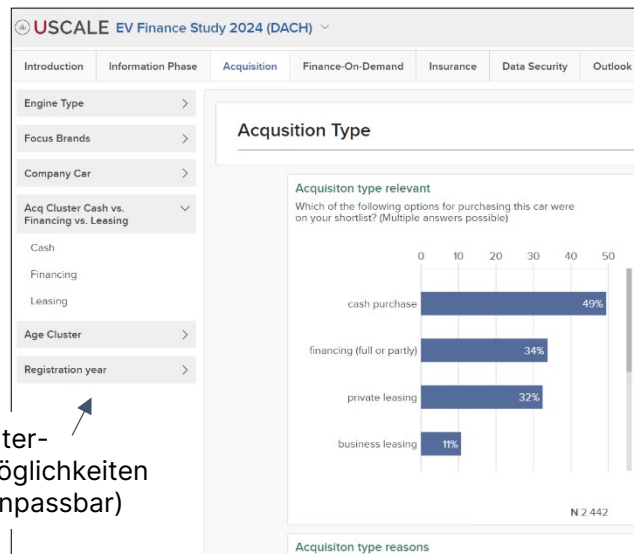 USCALE EV Finance Study 2024 (DACH)
Introduction Information Phase Acquisition Finance-On-Demand Insurance Data Security Outlook
Engine Type
Focus Brands
Company Car
Acq Cluster Cash vs.
Financing vs. Leasing
Cash
Financing
Leasing
Age Cluster
Registration year
ter-
öglichkeiten
npassbar)
Acqusition Type
Acquisiton type relevant
Which of the following options for purchasing this car were
on your shortlist? (Multiple answers possible)
0 10 20 30 40 50
cash purchase 49%
financing (full or partly) 34%
private leasing 32%
business leasing 11%
N 2 442
Acquisiton type reasons